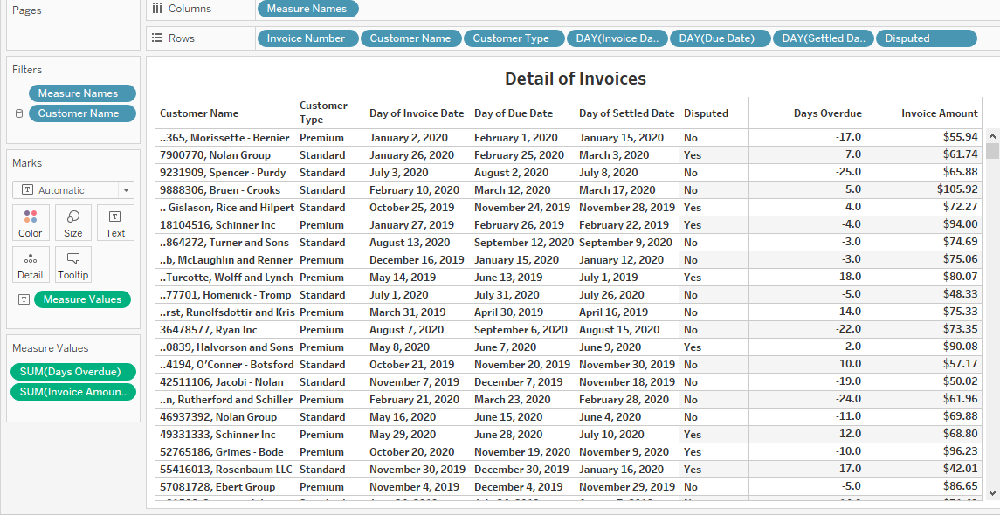 Pages
Columns Measure Names
Rows Invoice Number Customer Name Customer Type DAY(Invoice Da.. DAY(Due Date) DAY(Settled Da.. Disputed
Filters
Measure Names
Customer Name
Marks
Automatic
Color Size Text
Detail Tooltip
Measure Values
Measure Values
SUM(Days Overdue)
SUM(Invoice Amoun..
Detail of Invoices
Customer Name Customer Type Day of Invoice Date Day of Due Date Day of Settled Date Disputed Days Overdue Invoice Amount
..365, Morissette - Bernier Premium January 2, 2020 February 1, 2020 January 15, 2020 No -17.0 $55.94
7900770, Nolan Group Standard January 26, 2020 February 25, 2020 March 3, 2020 Yes 7.0 $61.74
9231909, Spencer - Purdy Standard July 3, 2020 August 2, 2020 July 8, 2020 No -25.0 $65.88
9888306, Bruen - Crooks Standard February 10, 2020 March 12, 2020 March 17, 2020 No 5.0 $105.92
.. Gislason, Rice and Hilpert Standard October 25, 2019 November 24, 2019 November 28, 2019 Yes 4.0 $72.27
18104516, Schinner Inc Premium January 27, 2019 February 26, 2019 February 22, 2019 Yes -4.0 $94.00
..864272, Turner and Sons Standard August 13, 2020 September 12, 2020 September 9, 2020 No -3.0 $74.69
..b, McLaughlin and Renner Premium December 16, 2019 January 15, 2020 January 12, 2020 No -3.0 $75.06
..Turcotte, Wolff and Lynch Premium May 14, 2019 June 13, 2019 July 1, 2019 Yes 18.0 $80.07
..77701, Homenick - Tromp Standard July 1, 2020 July 31, 2020 July 26, 2020 No -5.0 $48.33
..rst, Runolfsdottir and Kris Premium March 31, 2019 April 30, 2019 April 16, 2019 No -14.0 $75.33
36478577, Ryan Inc Premium August 7, 2020 September 6, 2020 August 15, 2020 No -22.0 $73.35
..0839, Halvorson and Sons Premium May 8, 2020 June 7, 2020 June 9, 2020 Yes 2.0 $90.08
..4194, O'Conner - Botsford Standard October 21, 2019 November 20, 2019 November 30, 2019 No 10.0 $57.17
42511106, Jacobi - Nolan Standard November 7, 2019 December 7, 2019 November 18, 2019 No -19.0 $50.02
..n, Rutherford and Schiller Premium February 21, 2020 March 23, 2020 February 28, 2020 No -24.0 $61.96
46937392, Nolan Group Standard May 16, 2020 June 15, 2020 June 4, 2020 No -11.0 $69.88
49331333, Schinner Inc Premium May 29, 2020 June 28, 2020 July 10, 2020 Yes 12.0 $68.80
52765186, Grimes - Bode Premium October 20, 2020 November 19, 2020 November 9, 2020 Yes -10.0 $96.23
55416013, Rosenbaum LLC Standard November 30, 2019 December 30, 2019 January 16, 2020 Yes 17.0 $42.01
57081728, Ebert Group Premium November 4, 2019 December 4, 2019 November 29, 2019 No -5.0 $86.65